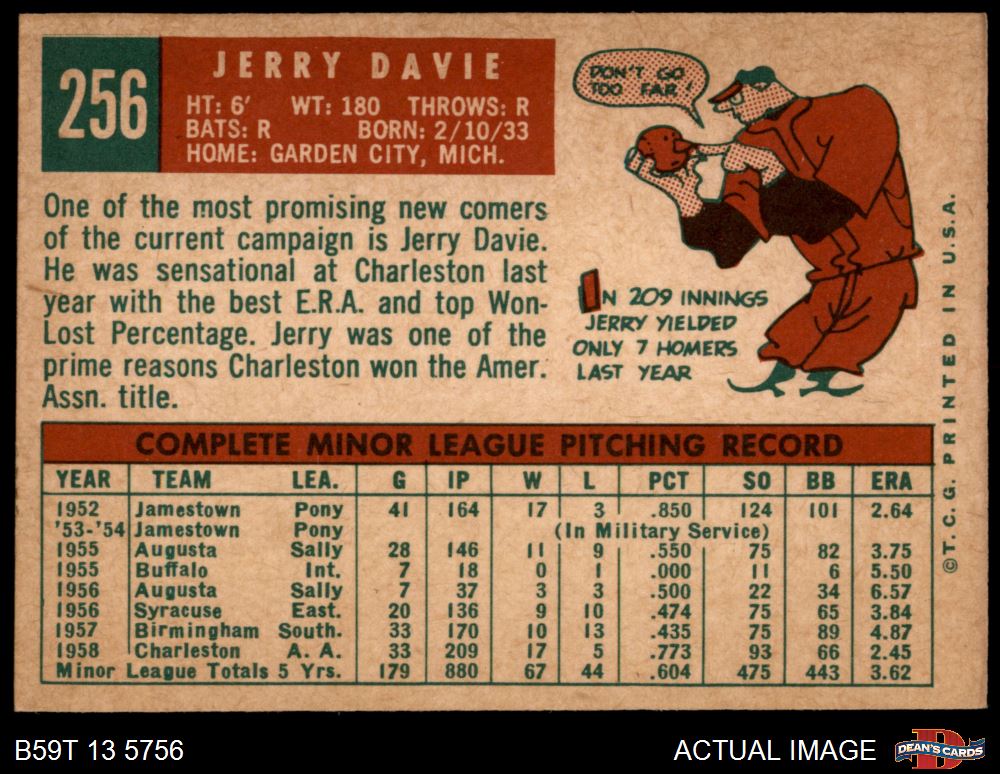 256
JERRY DAVIE
HT: 6' WT: 180 THROWS: R
BATS: R BORN: 2/10/33
HOME: GARDEN CITY, MICH.
One of the most promising new comers
of the current campaign is Jerry Davie.
He was sensational at Charleston last
year with the best E.R.A. and top Won-
Lost Percentage. Jerry was one of the
prime reasons Charleston won the Amer.
Assn. title.
DON'T GO
TOO FAR!
IN 209 INNINGS
JERRY YIELDED
ONLY 7 HOMERS
LAST YEAR
©T.C.G. PRINTED IN U.S.A.
COMPLETE MINOR LEAGUE PITCHING RECORD
YEAR TEAM LEA. G IP W L PCT SO BB ERA
1952 Jamestown Pony 41 164 17 3 .850 124 101 2.64
'53-'54 Jamestown Pony (In Military Service)
1955 Augusta Sally 28 146 11 9 .550 75 82 3.75
1955 Buffalo Int. 7 18 0 1 .000 11 6 5.50
1956 Augusta Sally 7 37 3 3 .500 22 34 6.57
1956 Syracuse East. 20 136 9 10 .474 75 65 3.84
1957 Birmingham South. 33 170 10 13 .435 75 89 4.87
1958 Charleston A. A. 33 209 17 5 .773 93 66 2.45
Minor League Totals 5 Yrs. 179 880 67 44 .604 475 443 3.62
B59T 13 5756
ACTUAL IMAGE
DEAN'S CARDS